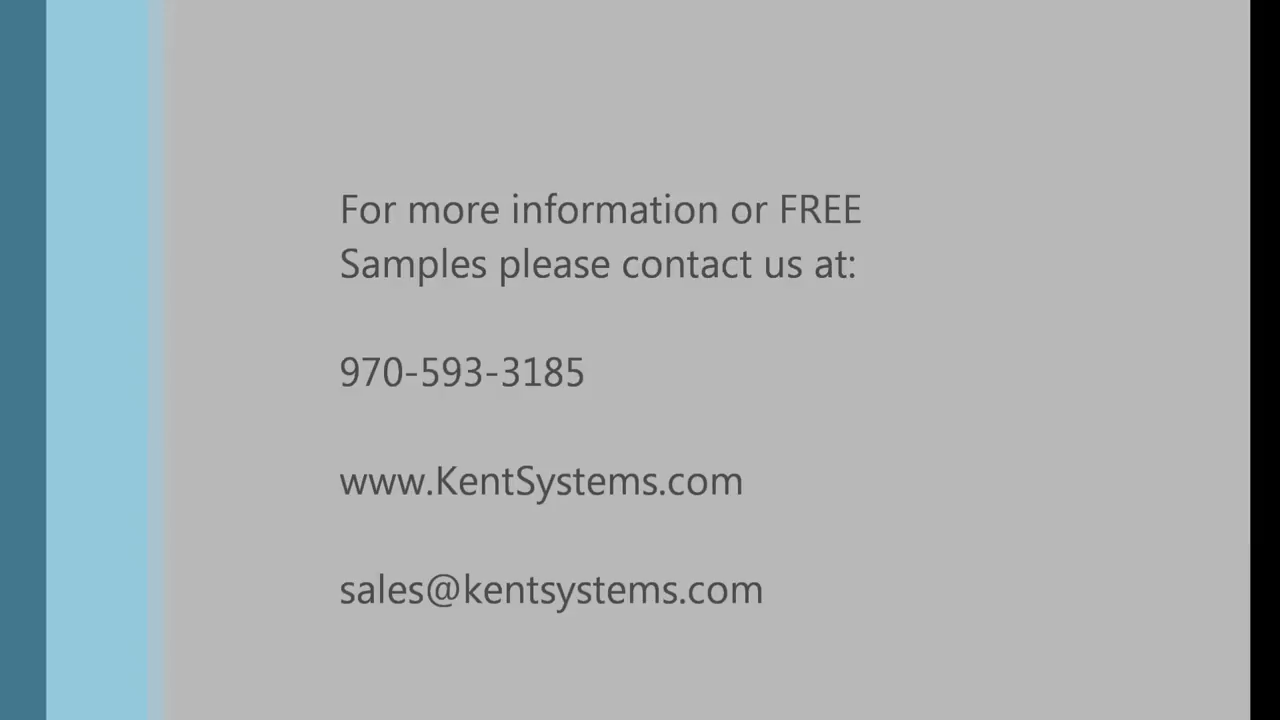 For more information or FREE
Samples please contact us at:
970-593-3185
www.KentSystems.com
sales@kentsystems.com